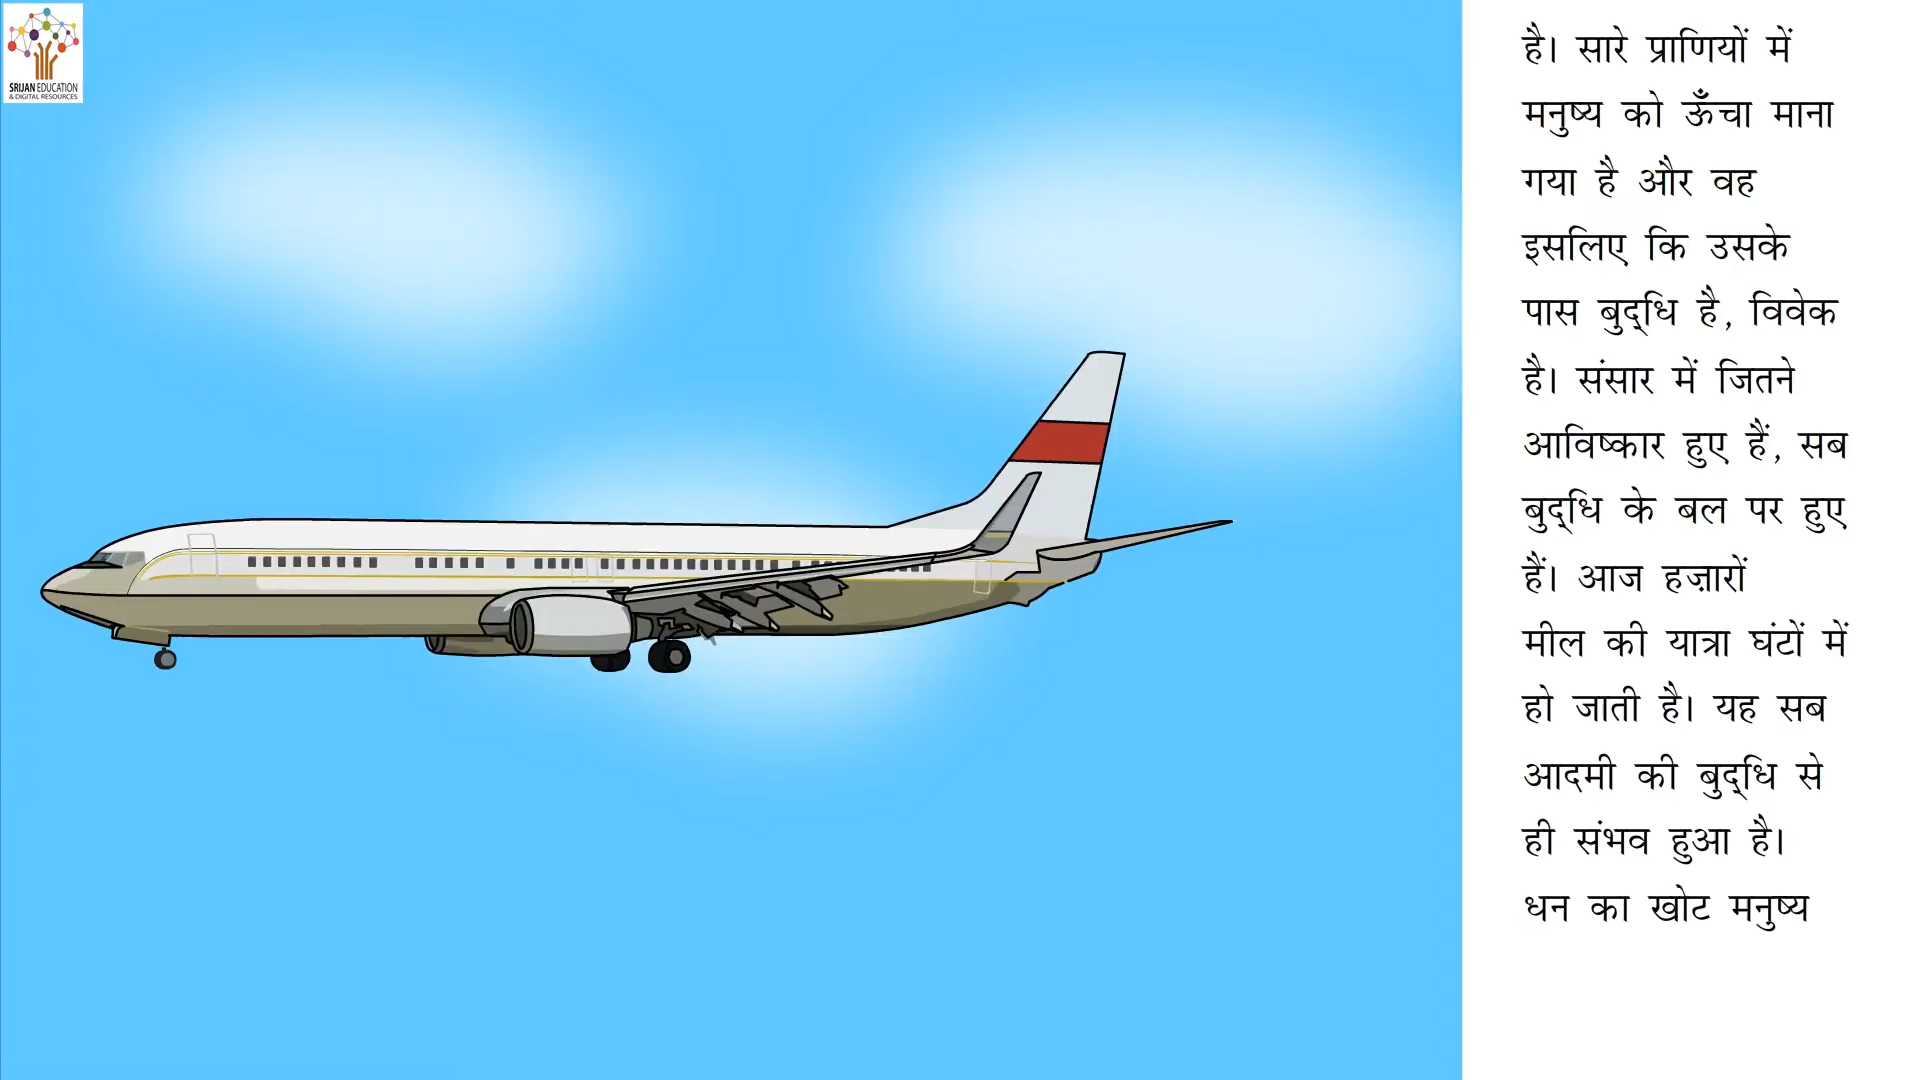 SRIJAN EDUCATION
& DIGITAL RESOURCES
है। सारे प्राणियों में
मनुष्य को ऊँचा माना
गया है और वह
इसलिए कि उसके
पास बुद्‌धि है, विवेक
है। संसार में जितने
आविष्कार हुए हैं, सब
बुद्‌धि के बल पर हुए
हैं। आज हज़ारों
मील की यात्रा घंटों में
हो जाती है। यह सब
आदमी की बुद्‌धि से
ही संभव हुआ है।
धन का खोट मनुष्य